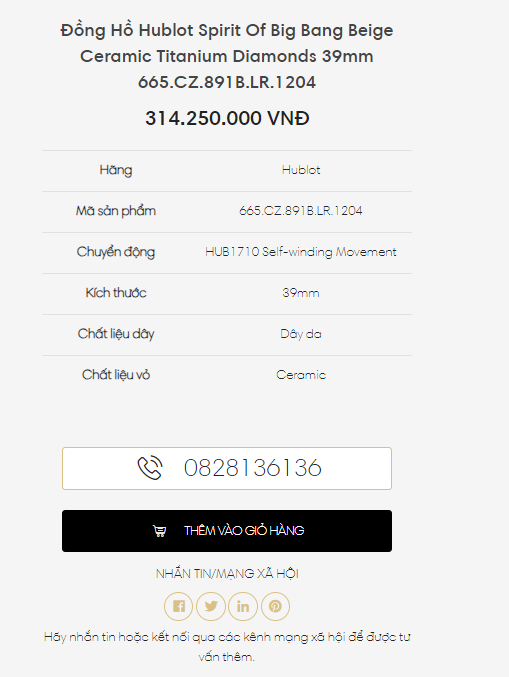 Đồng Hồ Hublot Spirit Of Big Bang Beige
Ceramic Titanium Diamonds 39mm
665.CZ.891B.LR.1204
314.250.000 VNĐ
Hãng Hublot
Mã sản phẩm 665.CZ.891B.LR.1204
Chuyển động HUB1710 Self-winding Movement
Kích thước 39mm
Chất liệu dây Dây da
Chất liệu vỏ Ceramic
0828136136
THÊM VÀO GIỎ HÀNG
NHẮN TIN/MẠNG XÃ HỘI
Hãy nhắn tin hoặc kết nối qua các kênh mạng xã hội để được tư
vấn thêm.